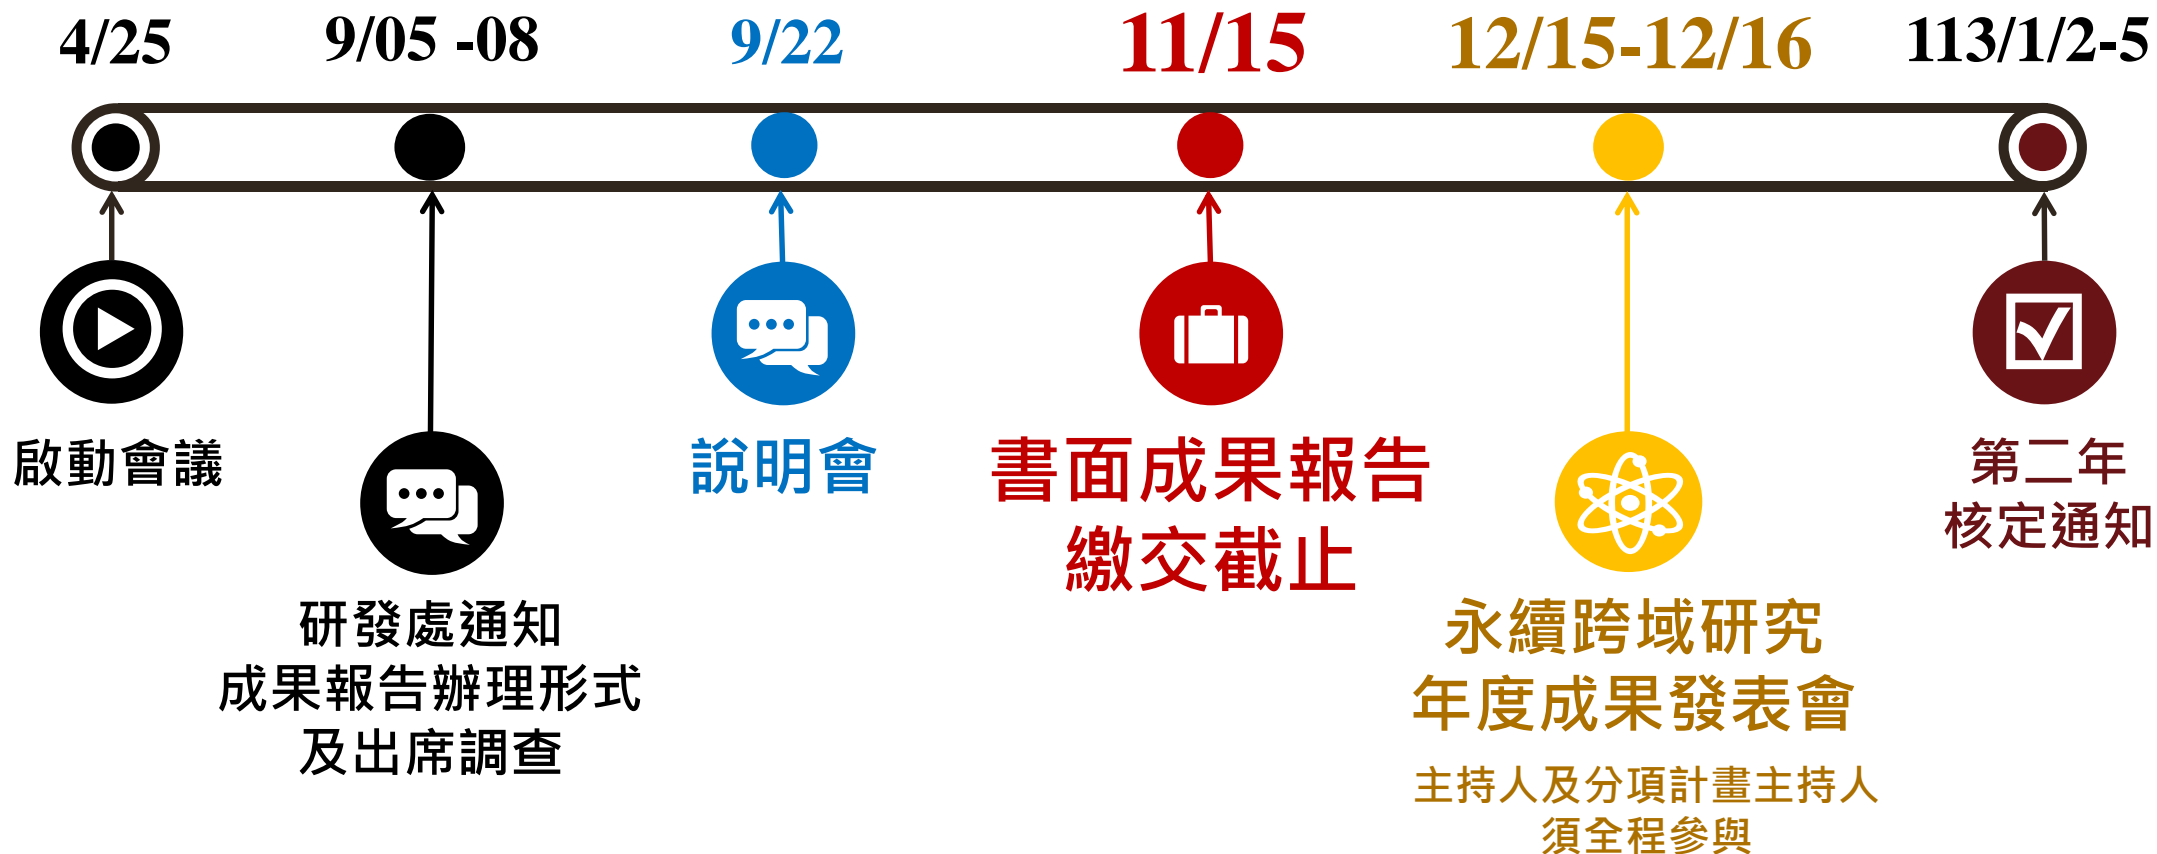 4/25
9/05 -08
9/22
11/15
12/15-12/16
113/1/2-5
啟動會議
研發處通知
成果報告辦理形式
及出席調查
說明會
書面成果報告
繳交截止
永續跨域研究
年度成果發表會
主持人及分項計畫主持人
須全程參與
第二年
核定通知